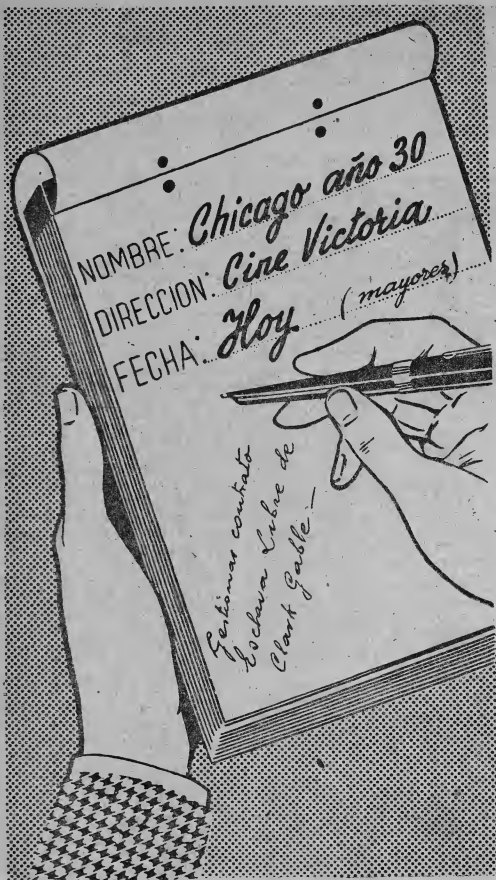 NOMBRE: Chicago año 30
DIRECCION: Cine Victoria
FECHA: Hoy (mayores)
Gestionar contrato
Esclava Libre de
Clark Gable.—